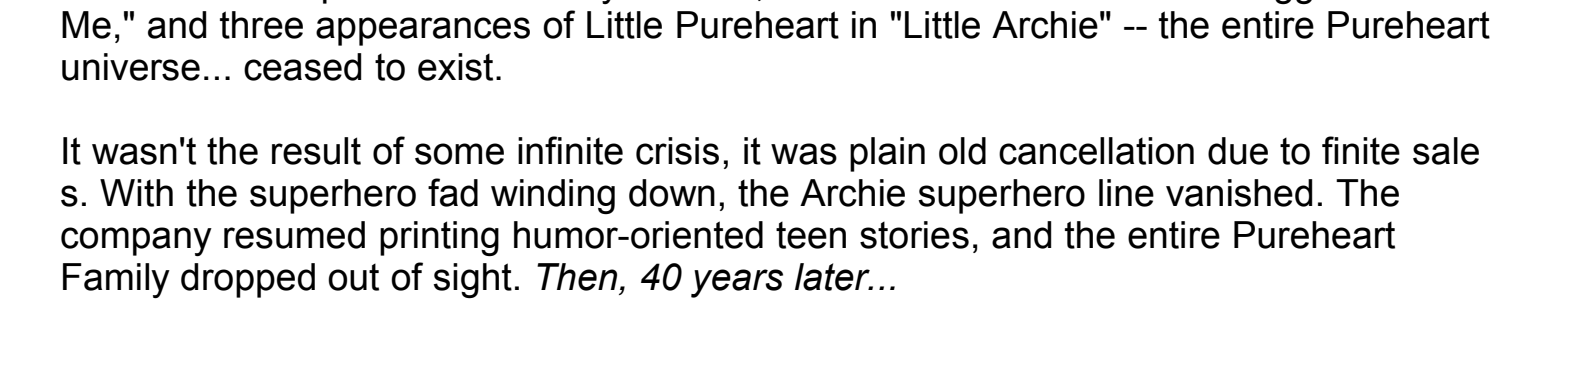 Me," and three appearances of Little Pureheart in "Little Archie" -- the entire Pureheart
universe... ceased to exist.
It wasn't the result of some infinite crisis, it was plain old cancellation due to finite sale
s. With the superhero fad winding down, the Archie superhero line vanished. The
company resumed printing humor-oriented teen stories, and the entire Pureheart
Family dropped out of sight. Then, 40 years later...